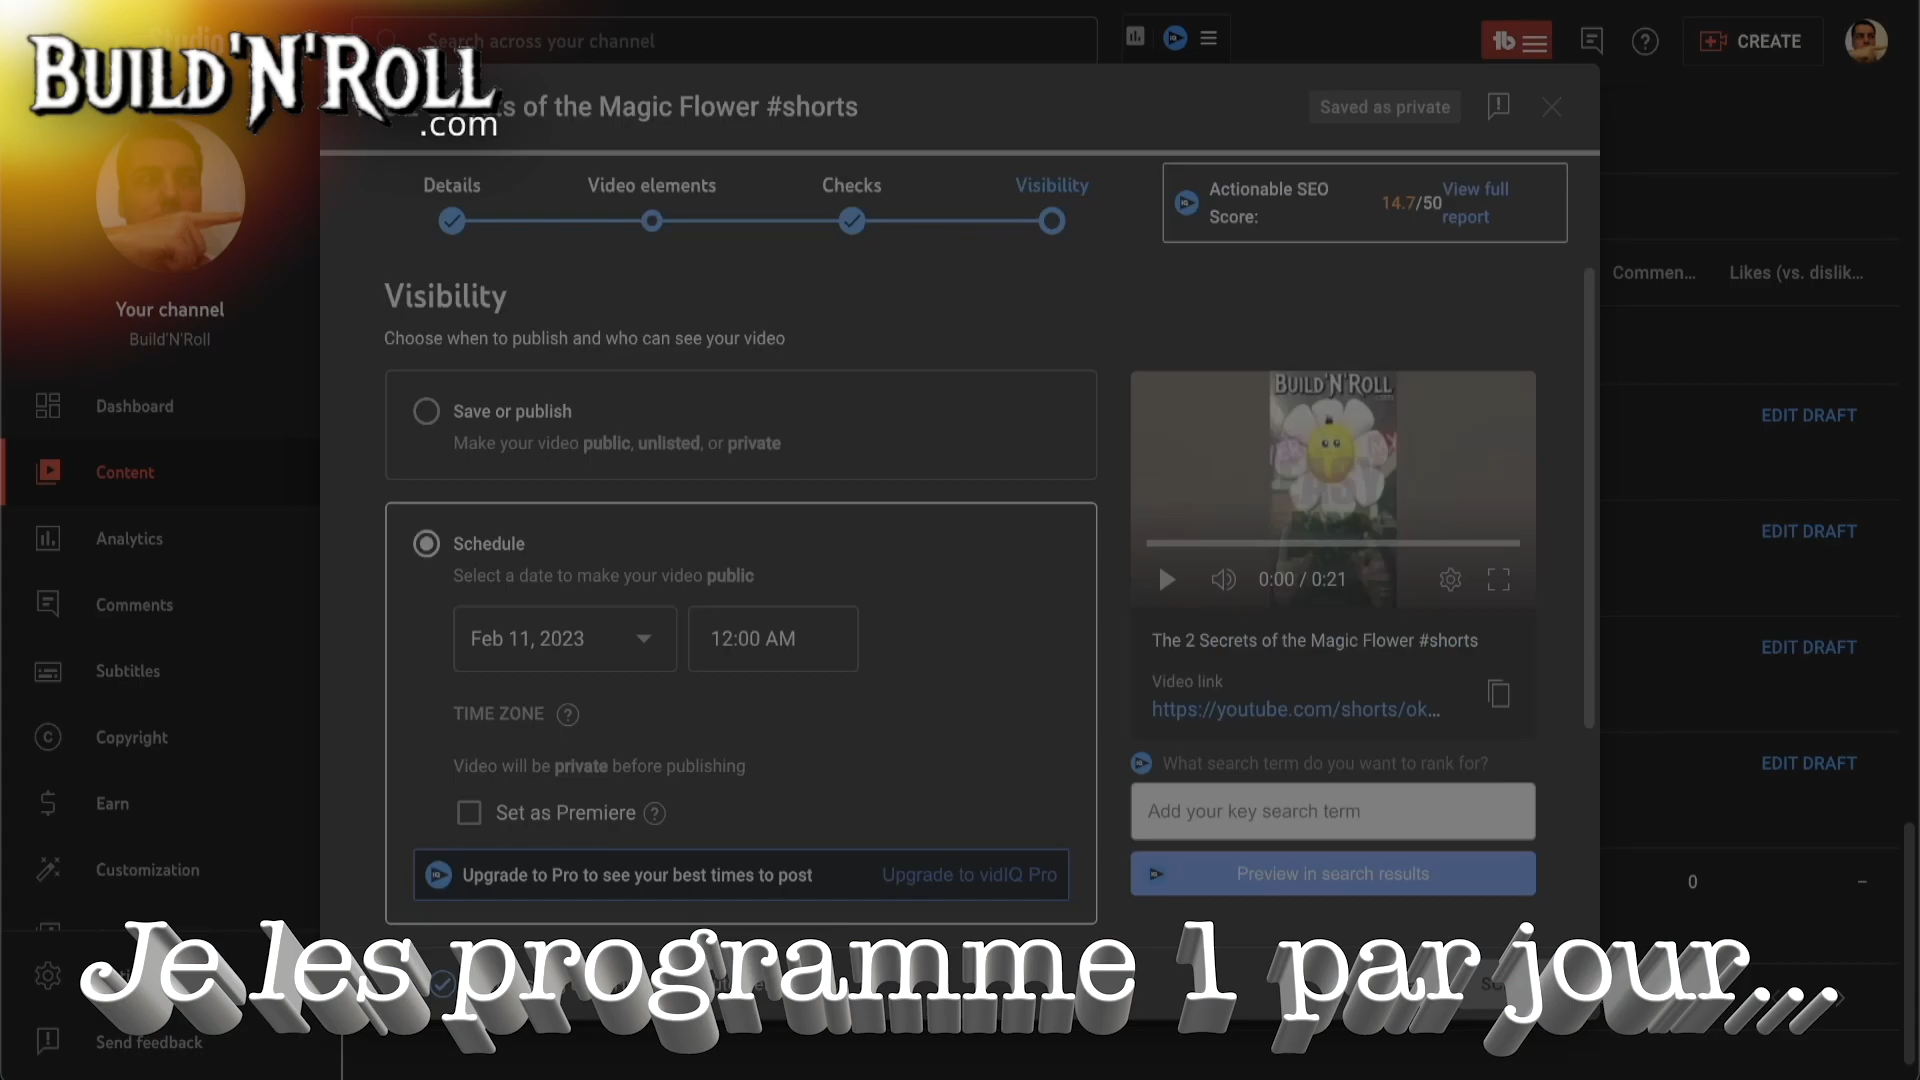 BUILD'N'ROLL
.com
Search across your channel
CREATE
of the Magic Flower #shorts
Saved as private
Details
Video elements
Checks
Visibility
Actionable SEO
Score:
14.7/50
View full
report
Your channel
Build'N'Roll
Dashboard
Content
Analytics
Comments
Subtitles
Copyright
Earn
Customization
Send feedback
Visibility
Choose when to publish and who can see your video
Save or publish
Make your video public, unlisted, or private
Schedule
Select a date to make your video public
Feb 11, 2023
12:00 AM
TIME ZONE
Video will be private before publishing
Set as Premiere
Upgrade to Pro to see your best times to post
Upgrade to vidIQ Pro
BUILD'N'ROLL
0:00 / 0:21
The 2 Secrets of the Magic Flower #shorts
Video link
https://youtube.com/shorts/ok...
What search term do you want to rank for?
Add your key search term
Preview in search results
Commen...
Likes (vs. dislik...
EDIT DRAFT
EDIT DRAFT
EDIT DRAFT
EDIT DRAFT
0
–
Je les programme 1 par jour...